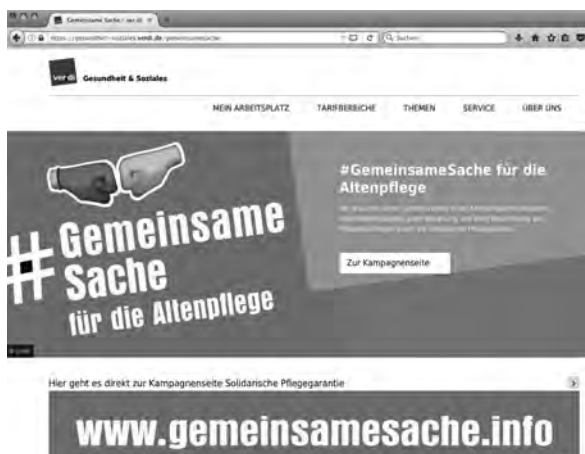 Gemeinsame Sache – ver.di
Suchen
ver.di
Gesundheit & Soziales
MEIN ARBEITSPLATZ TARIFBEREICHE THEMEN SERVICE ÜBER UNS
#Gemeinsame
Sache
für die Altenpflege
#GemeinsameSache für die
Altenpflege
Zur Kampagnenseite
Hier geht es direkt zur Kampagnenseite Solidarische Pflegegarantie
www.gemeinsamesache.info